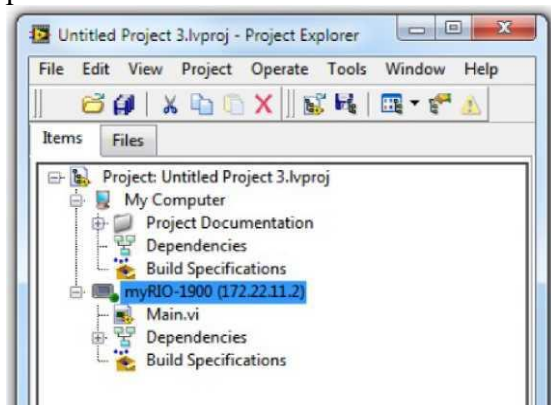 Untitled Project 3.lvproj - Project Explorer
File Edit View Project Operate Tools Window Help
Items Files
Project: Untitled Project 3.lvproj
My Computer
Project Documentation
Dependencies
Build Specifications
myRIO-1900 (172.22.11.2)
Main.vi
Dependencies
Build Specifications